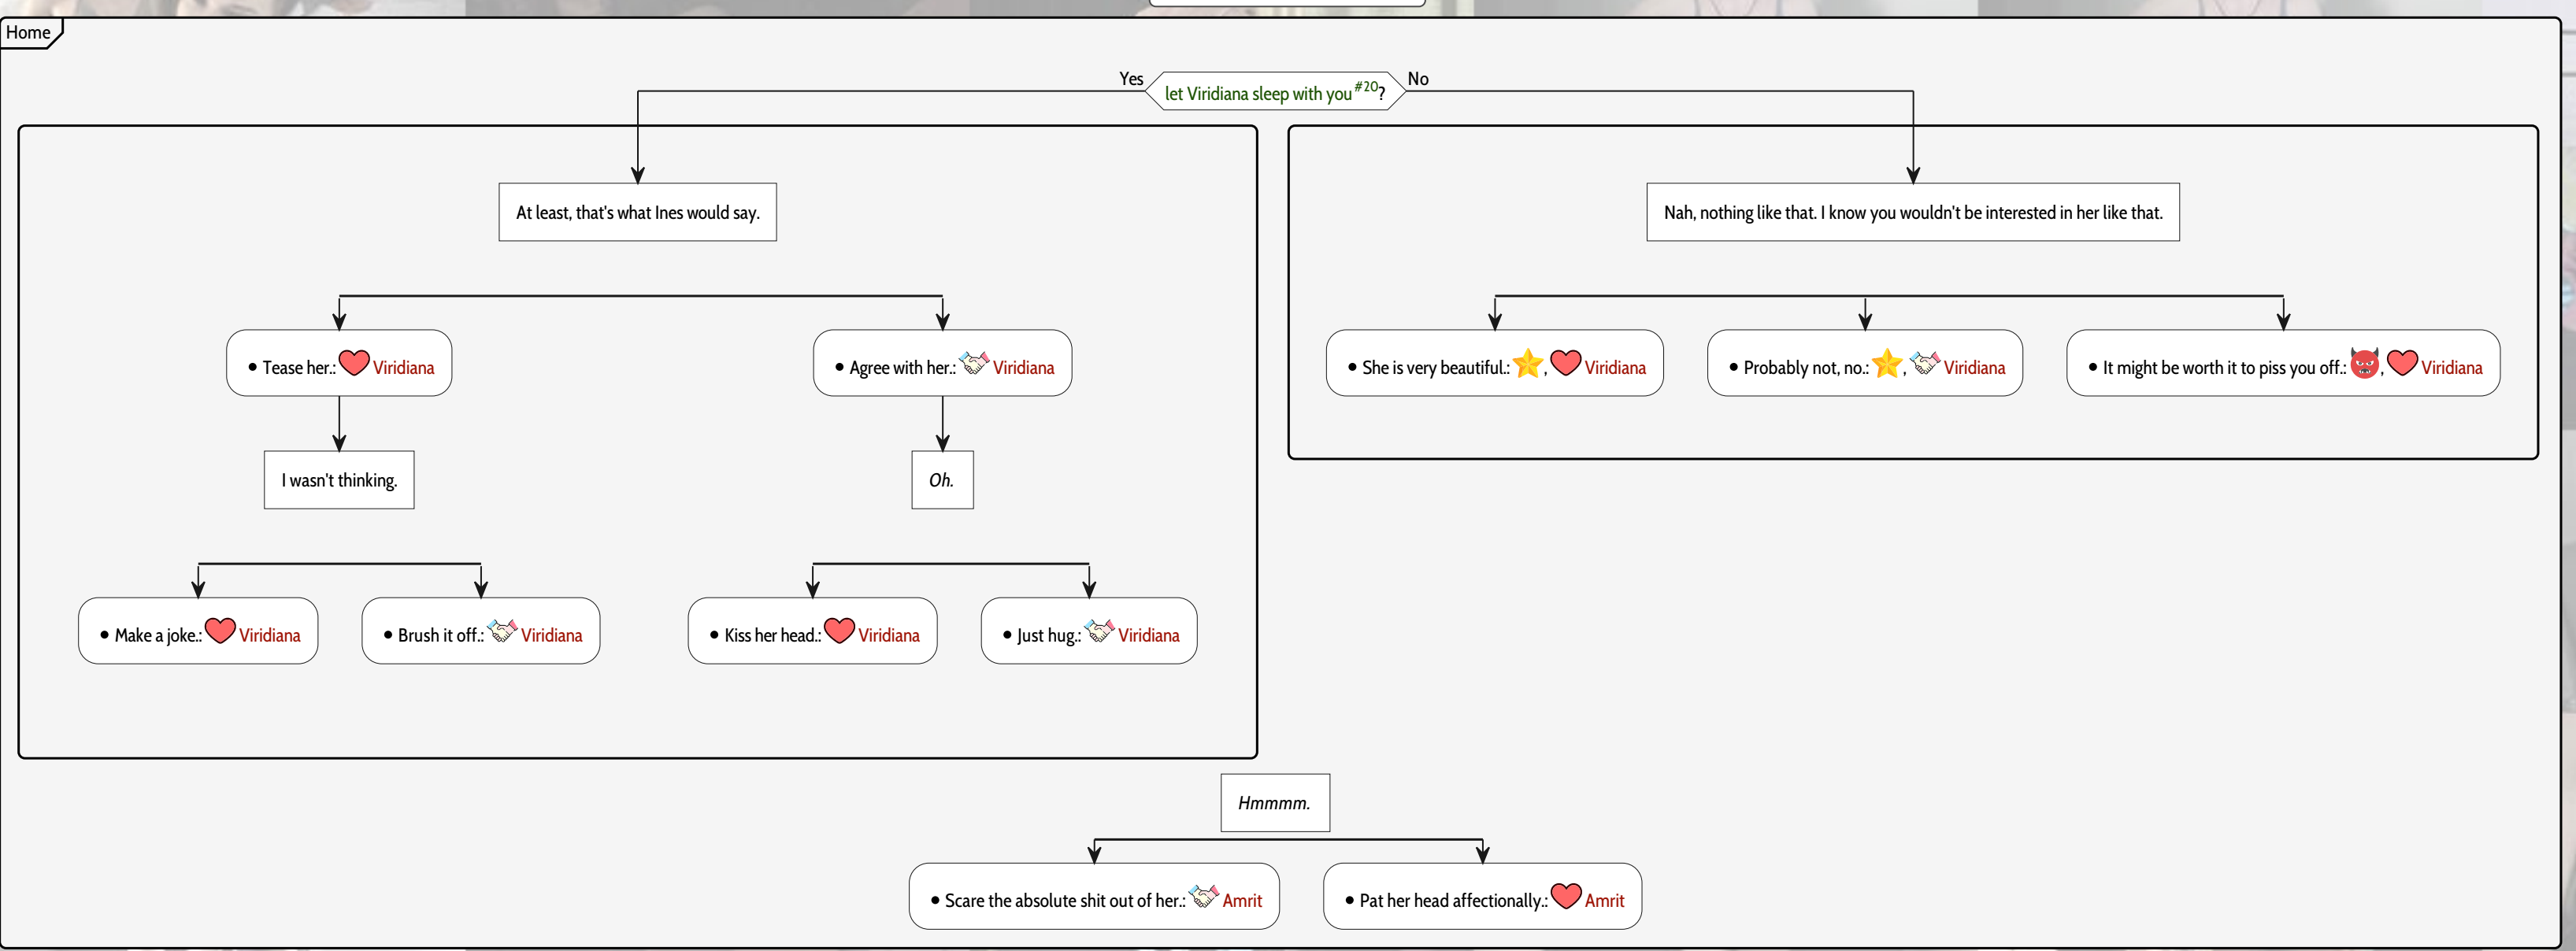 Home
Yes
let Viridiana sleep with you #20?
No
At least, that's what Ines would say.
Nah, nothing like that. I know you wouldn't be interested in her like that.
• Tease her.: Viridiana
• Agree with her.: Viridiana
• She is very beautiful.: , Viridiana
• Probably not, no.: , Viridiana
• It might be worth it to piss you off.: , Viridiana
I wasn't thinking.
Oh.
• Make a joke.: Viridiana
• Brush it off.: Viridiana
• Kiss her head.: Viridiana
• Just hug.: Viridiana
Hmmmm.
• Scare the absolute shit out of her.: Amrit
• Pat her head affectionally.: Amrit